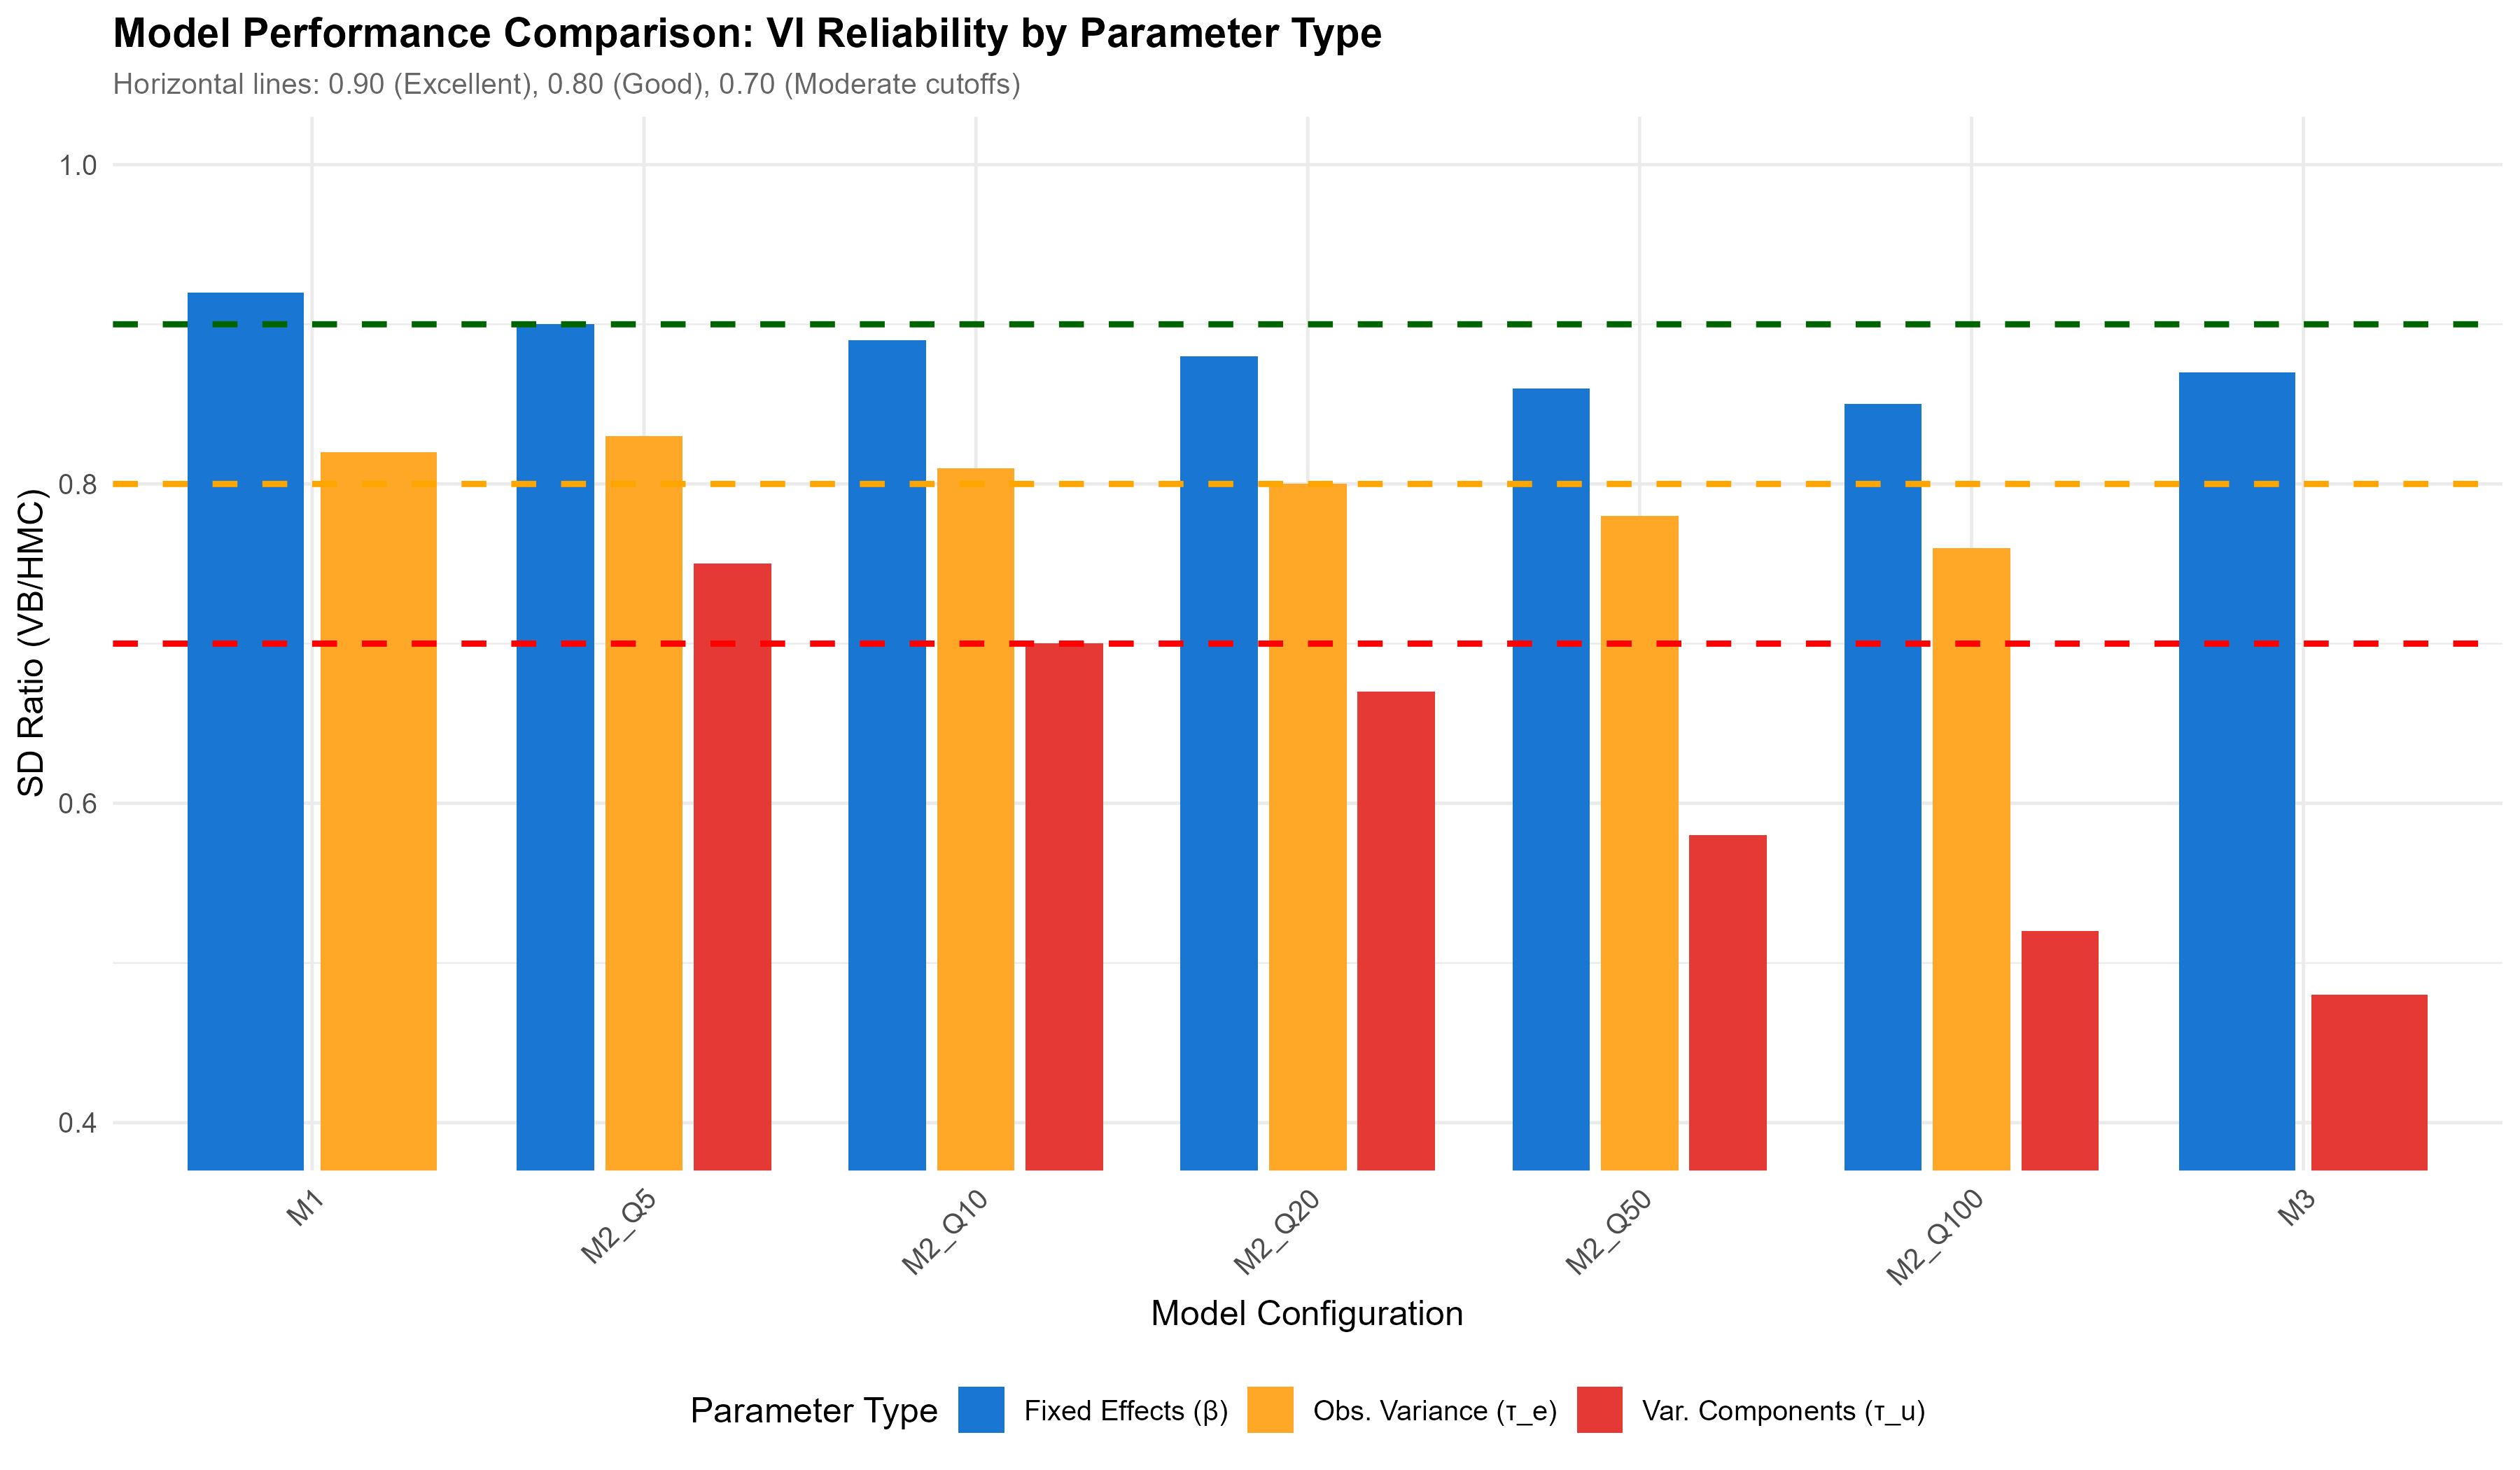 Model Performance Comparison: VI Reliability by Parameter Type
Horizontal lines: 0.90 (Excellent), 0.80 (Good), 0.70 (Moderate cutoffs)
SD Ratio (VB/HMC)
1.0
0.8
0.6
0.4
M1
M2_Q5
M2_Q10
M2_Q20
M2_Q50
M2_Q100
M3
Model Configuration
Parameter Type
Fixed Effects (β)
Obs. Variance (τ_e)
Var. Components (τ_u)